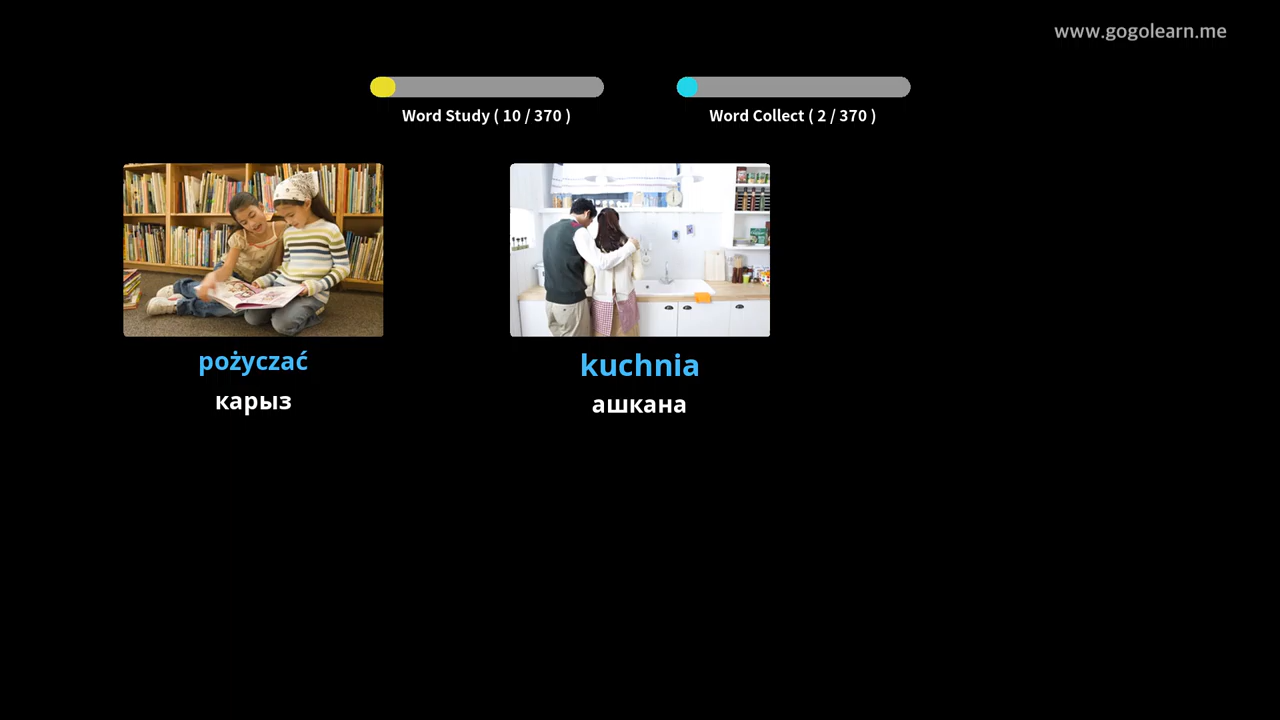 www.gogolearn.me
Word Study ( 10 / 370 )
Word Collect ( 2 / 370 )
pożyczać
карыз
kuchnia
ашкана